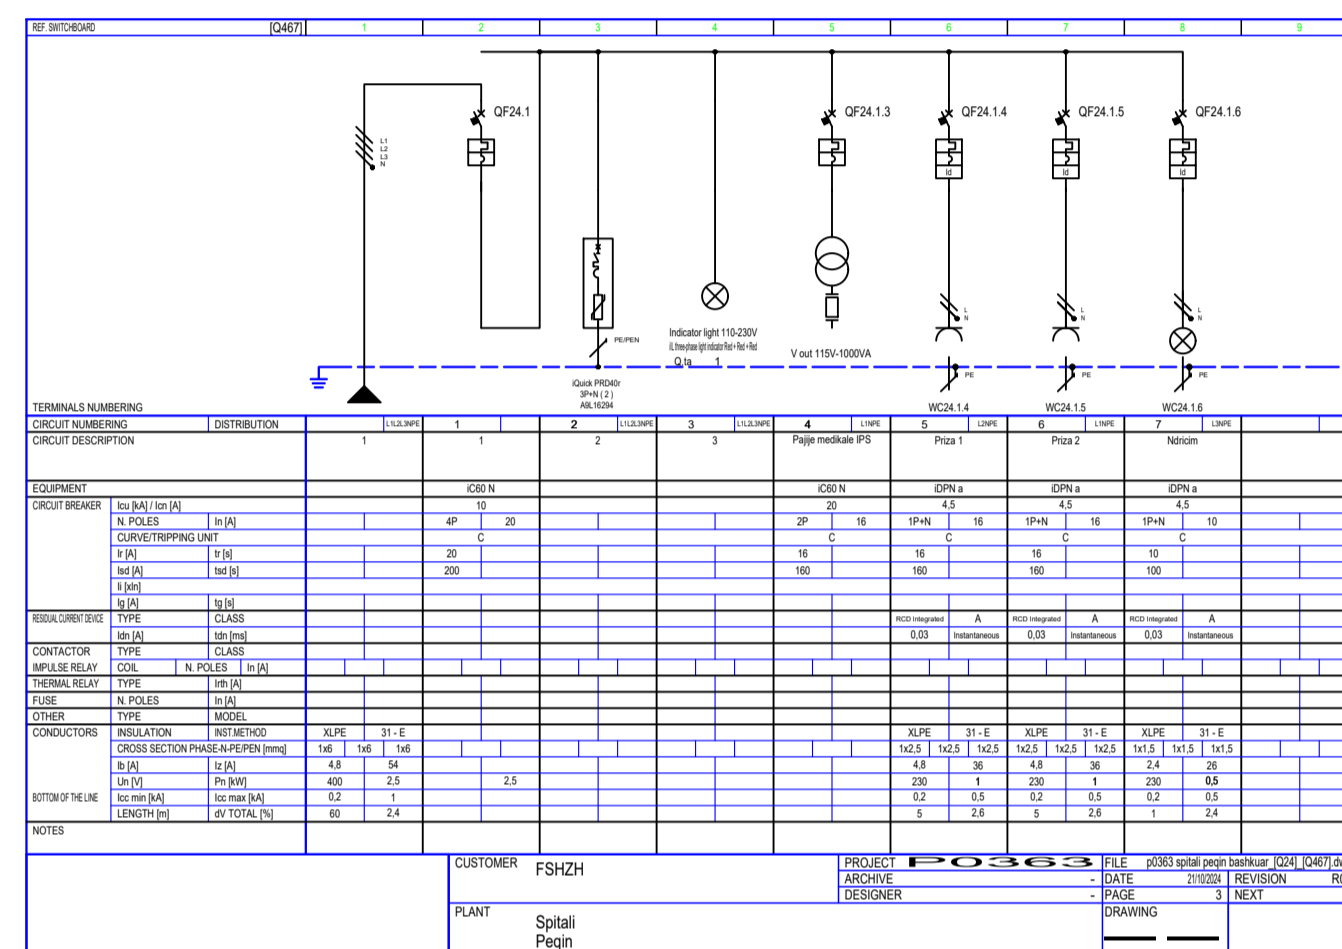 REF. SWITCHBOARD [Q467] 1 2 3 4 5 6 7 8 9
QF24.1 QF24.1.3 QF24.1.4 QF24.1.5 QF24.1.6
L1
L2
L3
N
Id Id Id
L L L
N N N
PE/PEN
Indicator light 110-230V
iIL three-phase light indicator Red + Red + Red
Q.ta 1
V out 115V-1000VA
PE PE PE
iQuick PRD40r
3P+N ( 2 )
A9L16294
TERMINALS NUMBERING WC24.1.4 WC24.1.5 WC24.1.6
CIRCUIT NUMBERING DISTRIBUTION L1L2L3NPE 1 2 L1L2L3NPE 3 L1L2L3NPE 4 L1NPE 5 L2NPE 6 L1NPE 7 L3NPE
CIRCUIT DESCRIPTION 1 1 2 3 Pajije medikale IPS Priza 1 Priza 2 Ndricim
EQUIPMENT iC60 N iC60 N iDPN a iDPN a iDPN a
CIRCUIT BREAKER Icu [kA] / Icn [A] 10 20 4,5 4,5 4,5
N. POLES In [A] 4P 20 2P 16 1P+N 16 1P+N 16 1P+N 10
CURVE/TRIPPING UNIT C C C C C
Ir [A] tr [s] 20 16 16 16 10
Isd [A] tsd [s] 200 160 160 160 100
Ii [xIn]
Ig [A] tg [s]
RESIDUAL CURRENT DEVICE TYPE CLASS RCD Integrated A RCD Integrated A RCD Integrated A
Idn [A] tdn [ms] 0,03 Instantaneous 0,03 Instantaneous 0,03 Instantaneous
CONTACTOR TYPE CLASS
IMPULSE RELAY COIL N. POLES In [A]
THERMAL RELAY TYPE Irth [A]
FUSE N. POLES In [A]
OTHER TYPE MODEL
CONDUCTORS INSULATION INST.METHOD XLPE 31 - E XLPE 31 - E XLPE 31 - E XLPE 31 - E
CROSS SECTION PHASE-N-PE/PEN [mmq] 1x6 1x6 1x6 1x2,5 1x2,5 1x2,5 1x2,5 1x2,5 1x2,5 1x1,5 1x1,5 1x1,5
Ib [A] Iz [A] 4,8 54 4,8 36 4,8 36 2,4 26
Un [V] Pn [kW] 400 2,5 2,5 230 1 230 1 230 0,5
BOTTOM OF THE LINE Icc min [kA] Icc max [kA] 0,2 1 0,2 0,5 0,2 0,5 0,2 0,5
LENGTH [m] dV TOTAL [%] 60 2,4 5 2,6 5 2,6 1 2,4
NOTES
CUSTOMER FSHZH PROJECT P0363 FILE p0363 spitali peqin bashkuar_[Q24]_[Q467].dw
ARCHIVE - DATE 21/10/2024 REVISION R0
DESIGNER - PAGE 3 NEXT
PLANT Spitali DRAWING
Peqin